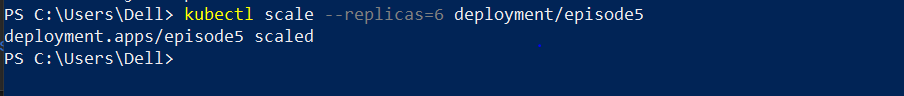 PS C:\Users\Dell> kubectl scale --replicas=6 deployment/episode5
deployment.apps/episode5 scaled
PS C:\Users\Dell>